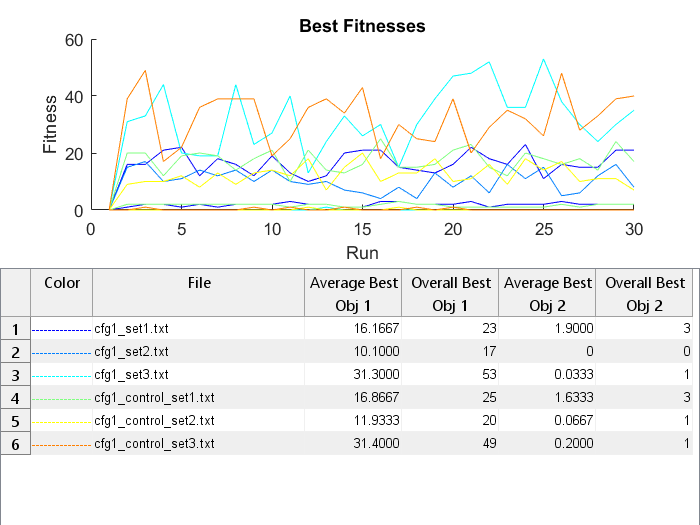 Best Fitnesses
60
40
20
0
Fitness
0 5 10 15 20 25 30
Run
Color File Average Best Obj 1 Overall Best Obj 1 Average Best Obj 2 Overall Best Obj 2
1 cfg1_set1.txt 16.1667 23 1.9000 3
2 cfg1_set2.txt 10.1000 17 0 0
3 cfg1_set3.txt 31.3000 53 0.0333 1
4 cfg1_control_set1.txt 16.8667 25 1.6333 3
5 cfg1_control_set2.txt 11.9333 20 0.0667 1
6 cfg1_control_set3.txt 31.4000 49 0.2000 1